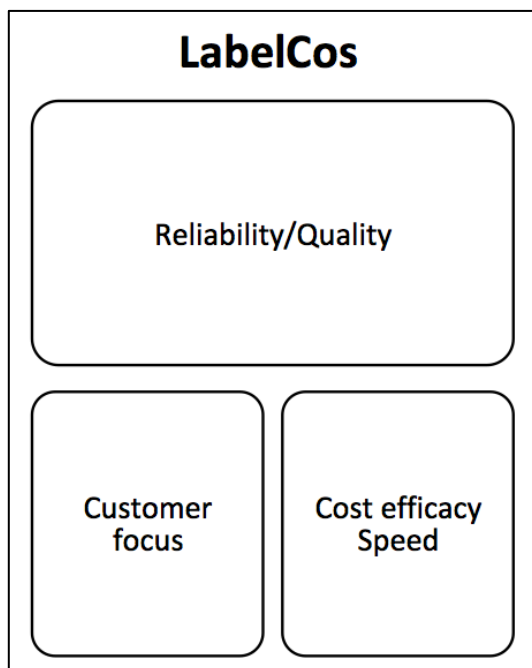 LabelCos
Reliability/Quality
Customer
focus
Cost efficacy
Speed